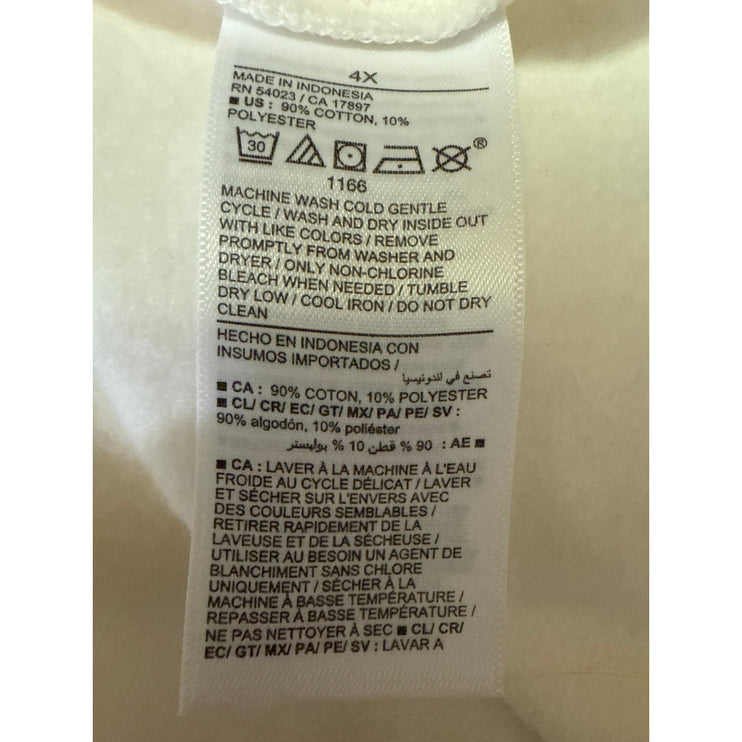 4X
MADE IN INDONESIA
RN 54023 / CA 17897
■ US : 90% COTTON, 10%
POLYESTER
30 ®
1166
MACHINE WASH COLD GENTLE
CYCLE / WASH AND DRY INSIDE OUT
WITH LIKE COLORS / REMOVE
PROMPTLY FROM WASHER AND
DRYER / ONLY NON-CHLORINE
BLEACH WHEN NEEDED / TUMBLE
DRY LOW / COOL IRON / DO NOT DRY
CLEAN
HECHO EN INDONESIA CON
INSUMOS IMPORTADOS /
تصنع في اندونيسيا
■ CA : 90% COTON, 10% POLYESTER
■ CL/ CR/ EC/ GT/ MX/ PA/ PE/ SV :
90% algodón, 10% poliéster
■ AE : 90 % قطن 10 % بوليستر
■ CA : LAVER À LA MACHINE À L'EAU
FROIDE AU CYCLE DÉLICAT / LAVER
ET SÉCHER SUR L'ENVERS AVEC
DES COULEURS SEMBLABLES /
RETIRER RAPIDEMENT DE LA
LAVEUSE ET DE LA SÉCHEUSE /
UTILISER AU BESOIN UN AGENT DE
BLANCHIMENT SANS CHLORE
UNIQUEMENT / SÉCHER À LA
MACHINE À BASSE TEMPÉRATURE /
REPASSER À BASSE TEMPÉRATURE /
NE PAS NETTOYER À SEC ■ CL/ CR/
EC/ GT/ MX/ PA/ PE/ SV : LAVAR A